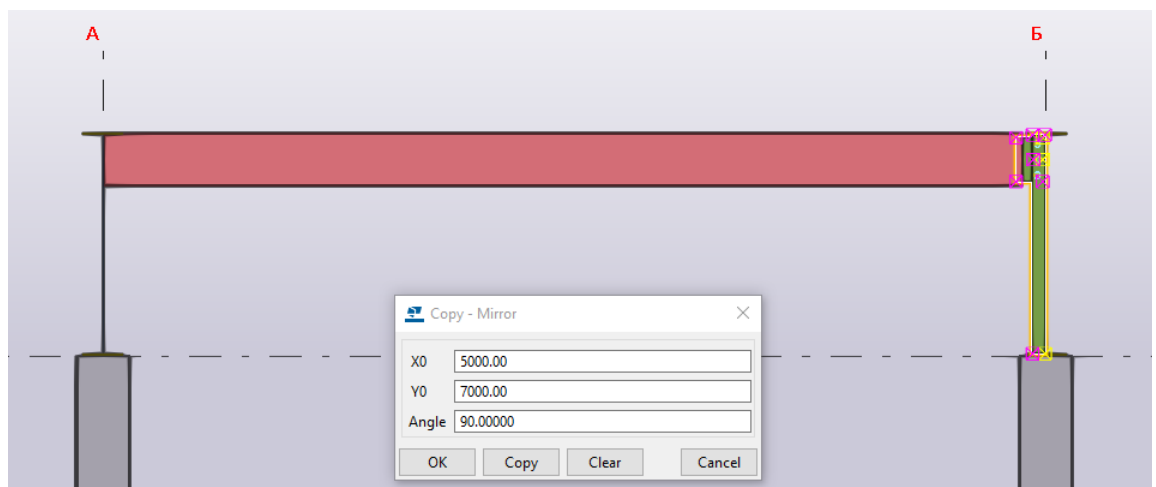 А
Б
Copy - Mirror
X0
5000.00
Y0
7000.00
Angle
90.00000
OK
Copy
Clear
Cancel